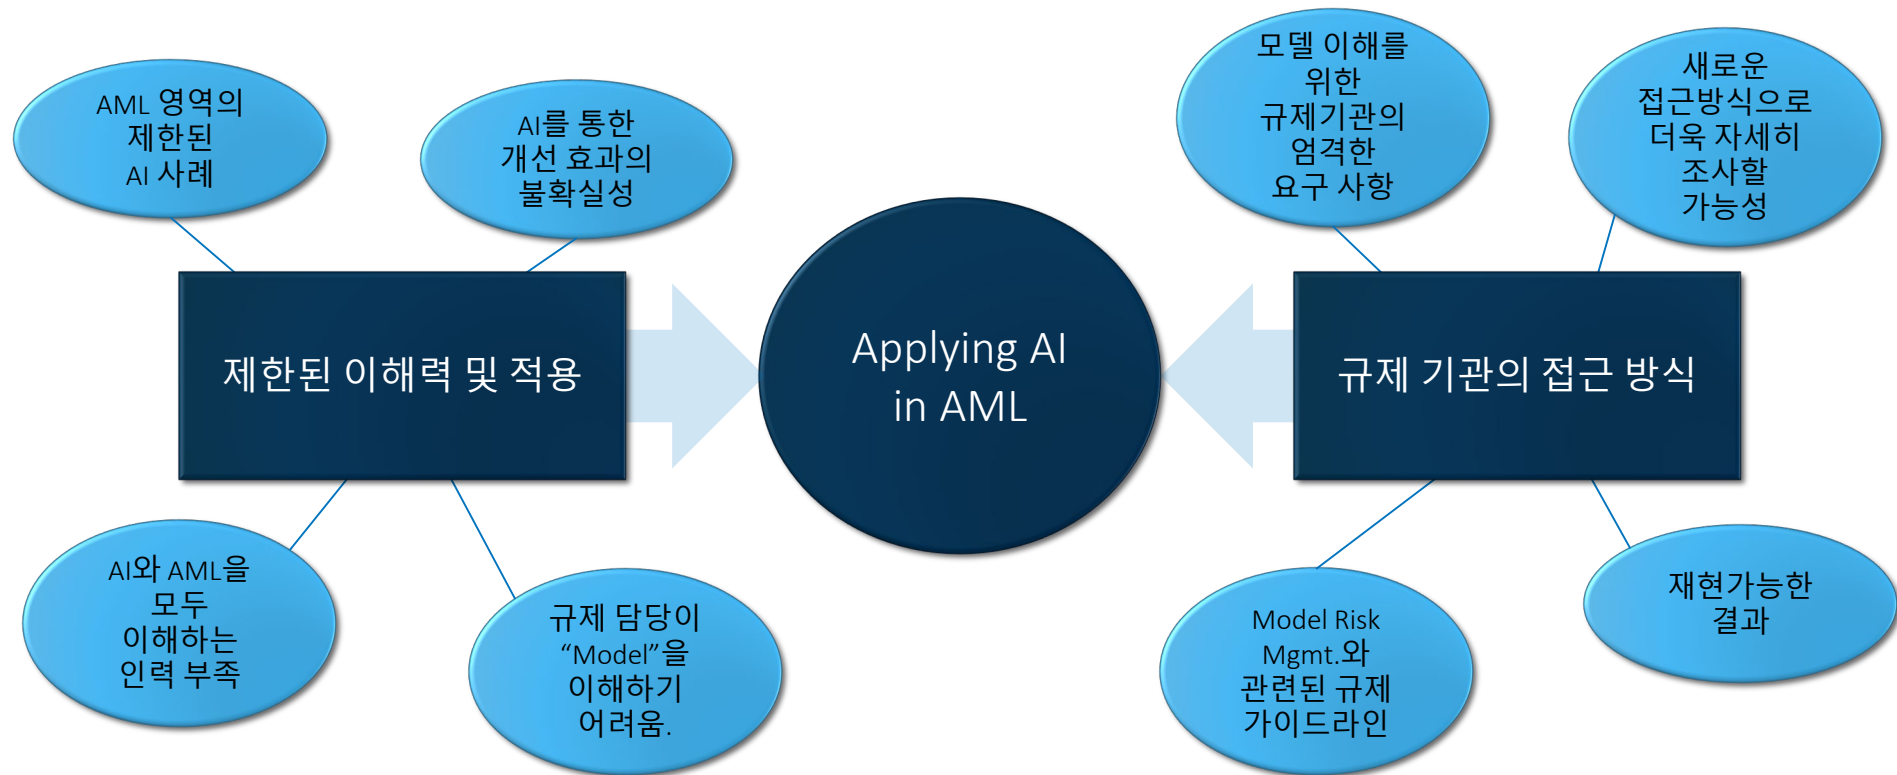 AML 영역의
제한된
AI 사례
AI를 통한
개선 효과의
불확실성
제한된 이해력 및 적용
AI와 AML을
모두
이해하는
인력 부족
규제 담당이
“Model”을
이해하기
어려움.
Applying AI
in AML
모델 이해를
위한
규제기관의
엄격한
요구 사항
새로운
접근방식으로
더욱 자세히
조사할
가능성
규제 기관의 접근 방식
Model Risk
Mgmt.와
관련된 규제
가이드라인
재현가능한
결과